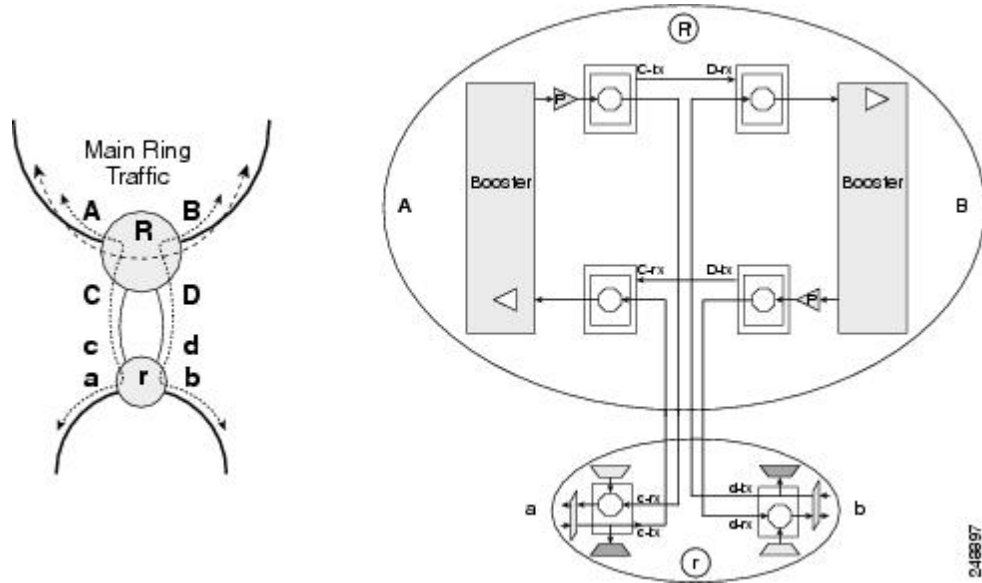 Main Ring
Traffic
A
B
R
C
D
c
d
a
r
b
R
C-tx
D-rx
P
Booster
Booster
A
B
C-rx
D-tx
P
a
c-rx
c-tx
d-tx
d-rx
b
r
248897